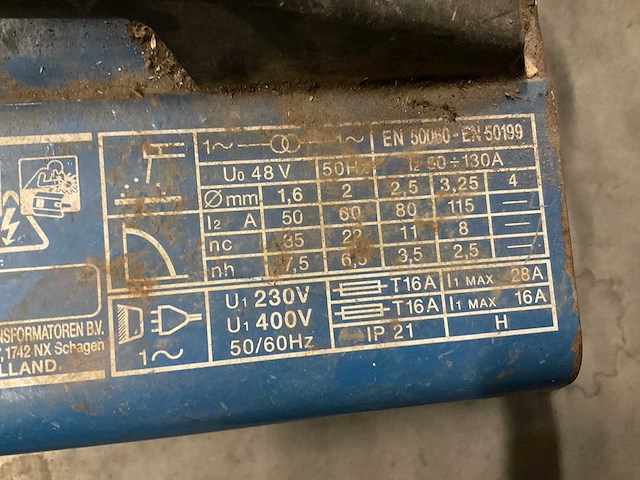 1~ 1~ EN 50060-EN 50199
U0 48V 50Hz I2 50÷130A
Ømm 1,6 2 2,5 3,25 4
I2 A 50 60 80 115 —
nc 35 22 11 8 —
nh 7,5 6,5 3,5 2,5 —
U1 230V T16A I1 MAX 28A
U1 400V T16A I1 MAX 16A
1~ 50/60Hz IP 21 H
NSFORMATOREN B.V.
7, 1742 NX Schagen
LLAND